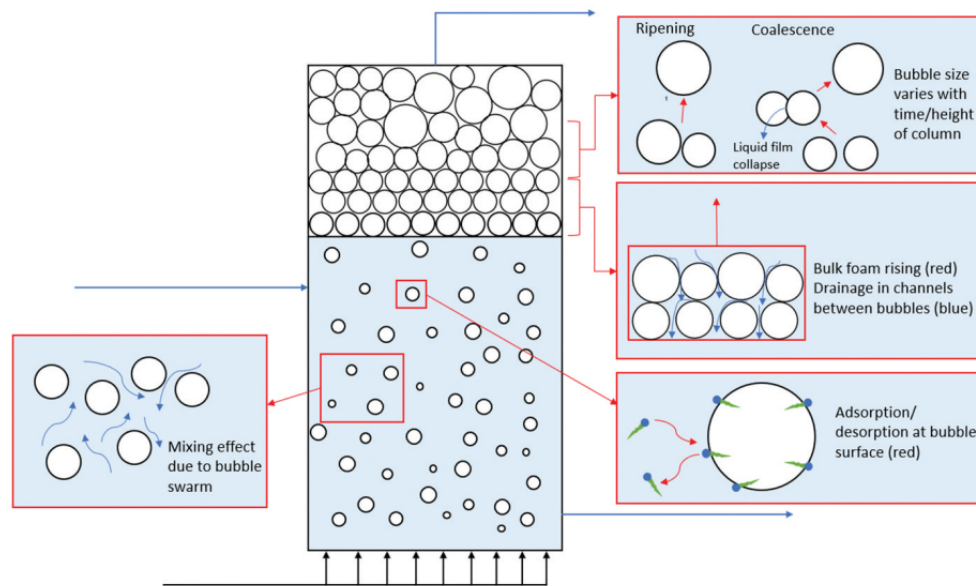 Ripening
Coalescence
Bubble size
varies with
time/height
of column
Liquid film
collapse
Bulk foam rising (red)
Drainage in channels
between bubbles (blue)
Mixing effect
due to bubble
swarm
Adsorption/
desorption at bubble
surface (red)